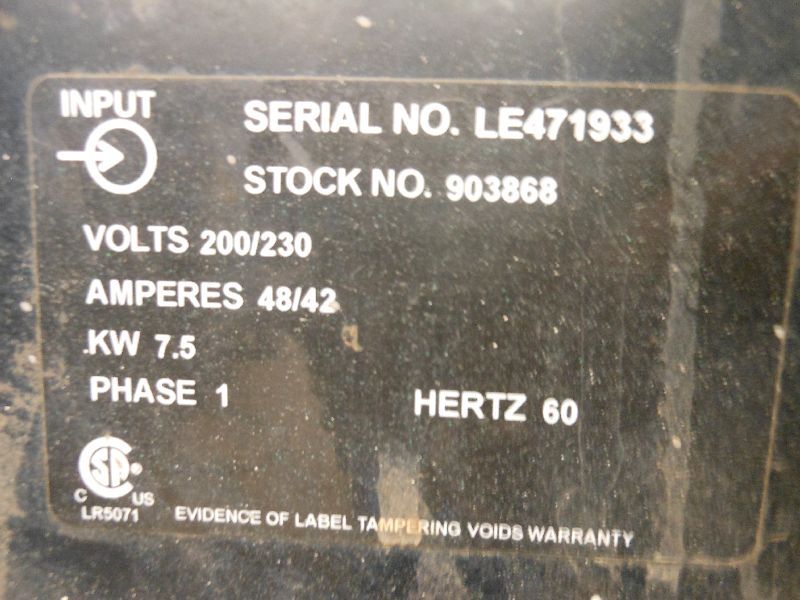 INPUT
SERIAL NO. LE471933
STOCK NO. 903868
VOLTS 200/230
AMPERES 48/42
KW 7.5
PHASE 1
HERTZ 60
SA
C US
LR5071
EVIDENCE OF LABEL TAMPERING VOIDS WARRANTY